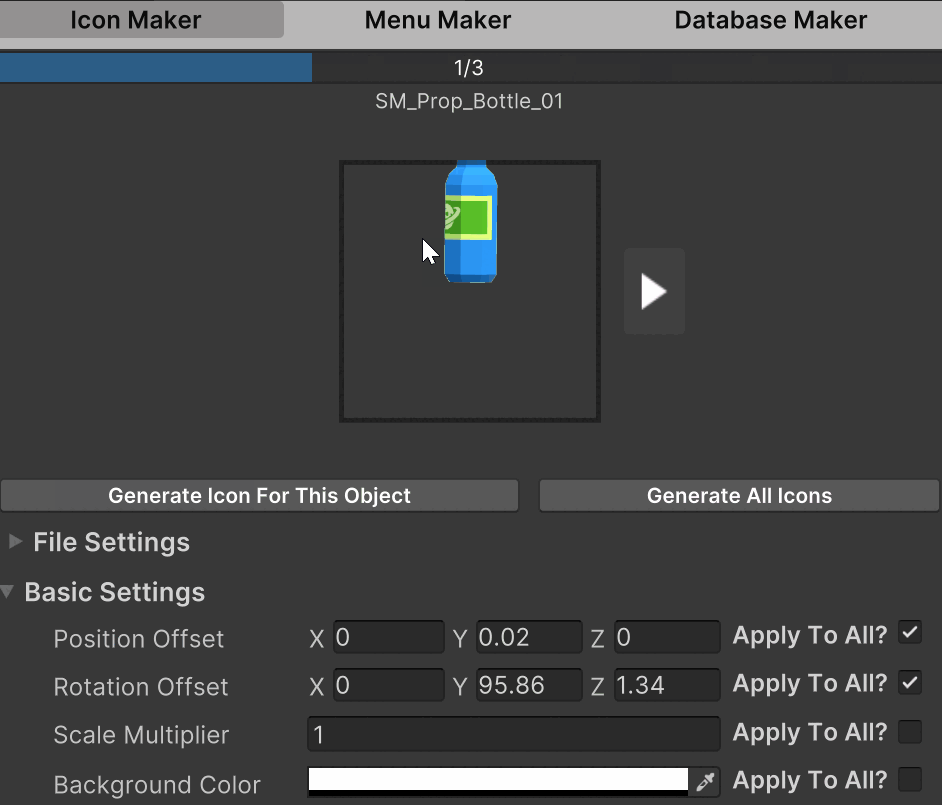 Icon Maker Menu Maker Database Maker
1/3
SM_Prop_Bottle_01
Generate Icon For This Object Generate All Icons
File Settings
Basic Settings
Position Offset X 0 Y 0.02 Z 0 Apply To All?
Rotation Offset X 0 Y 95.86 Z 1.34 Apply To All?
Scale Multiplier 1 Apply To All?
Background Color Apply To All?